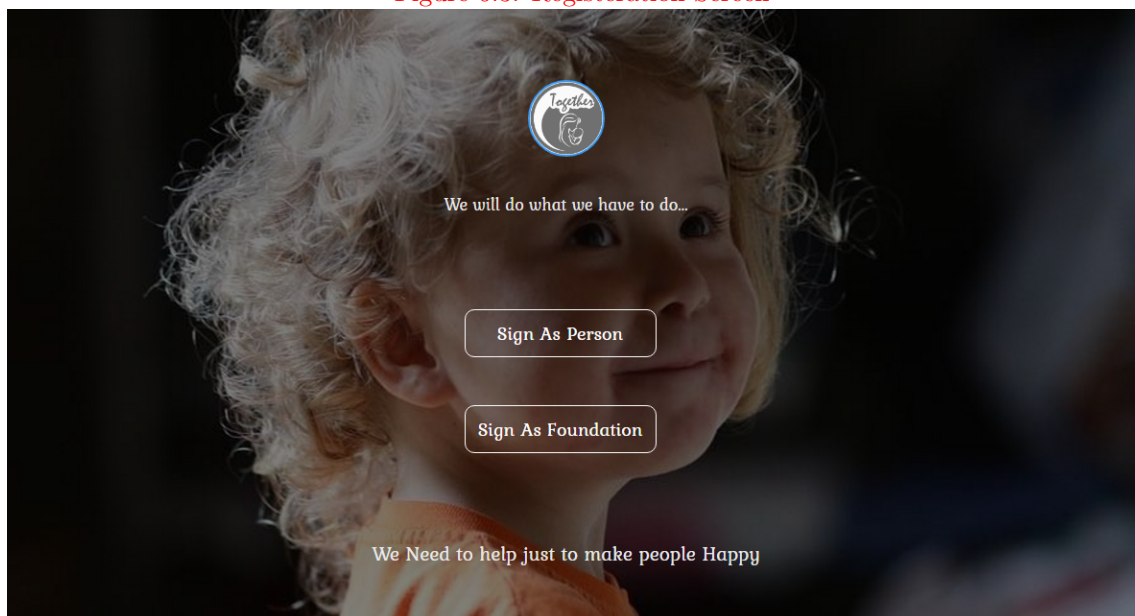 Together
We will do what we have to do...
Sign As Person
Sign As Foundation
We Need to help just to make people Happy